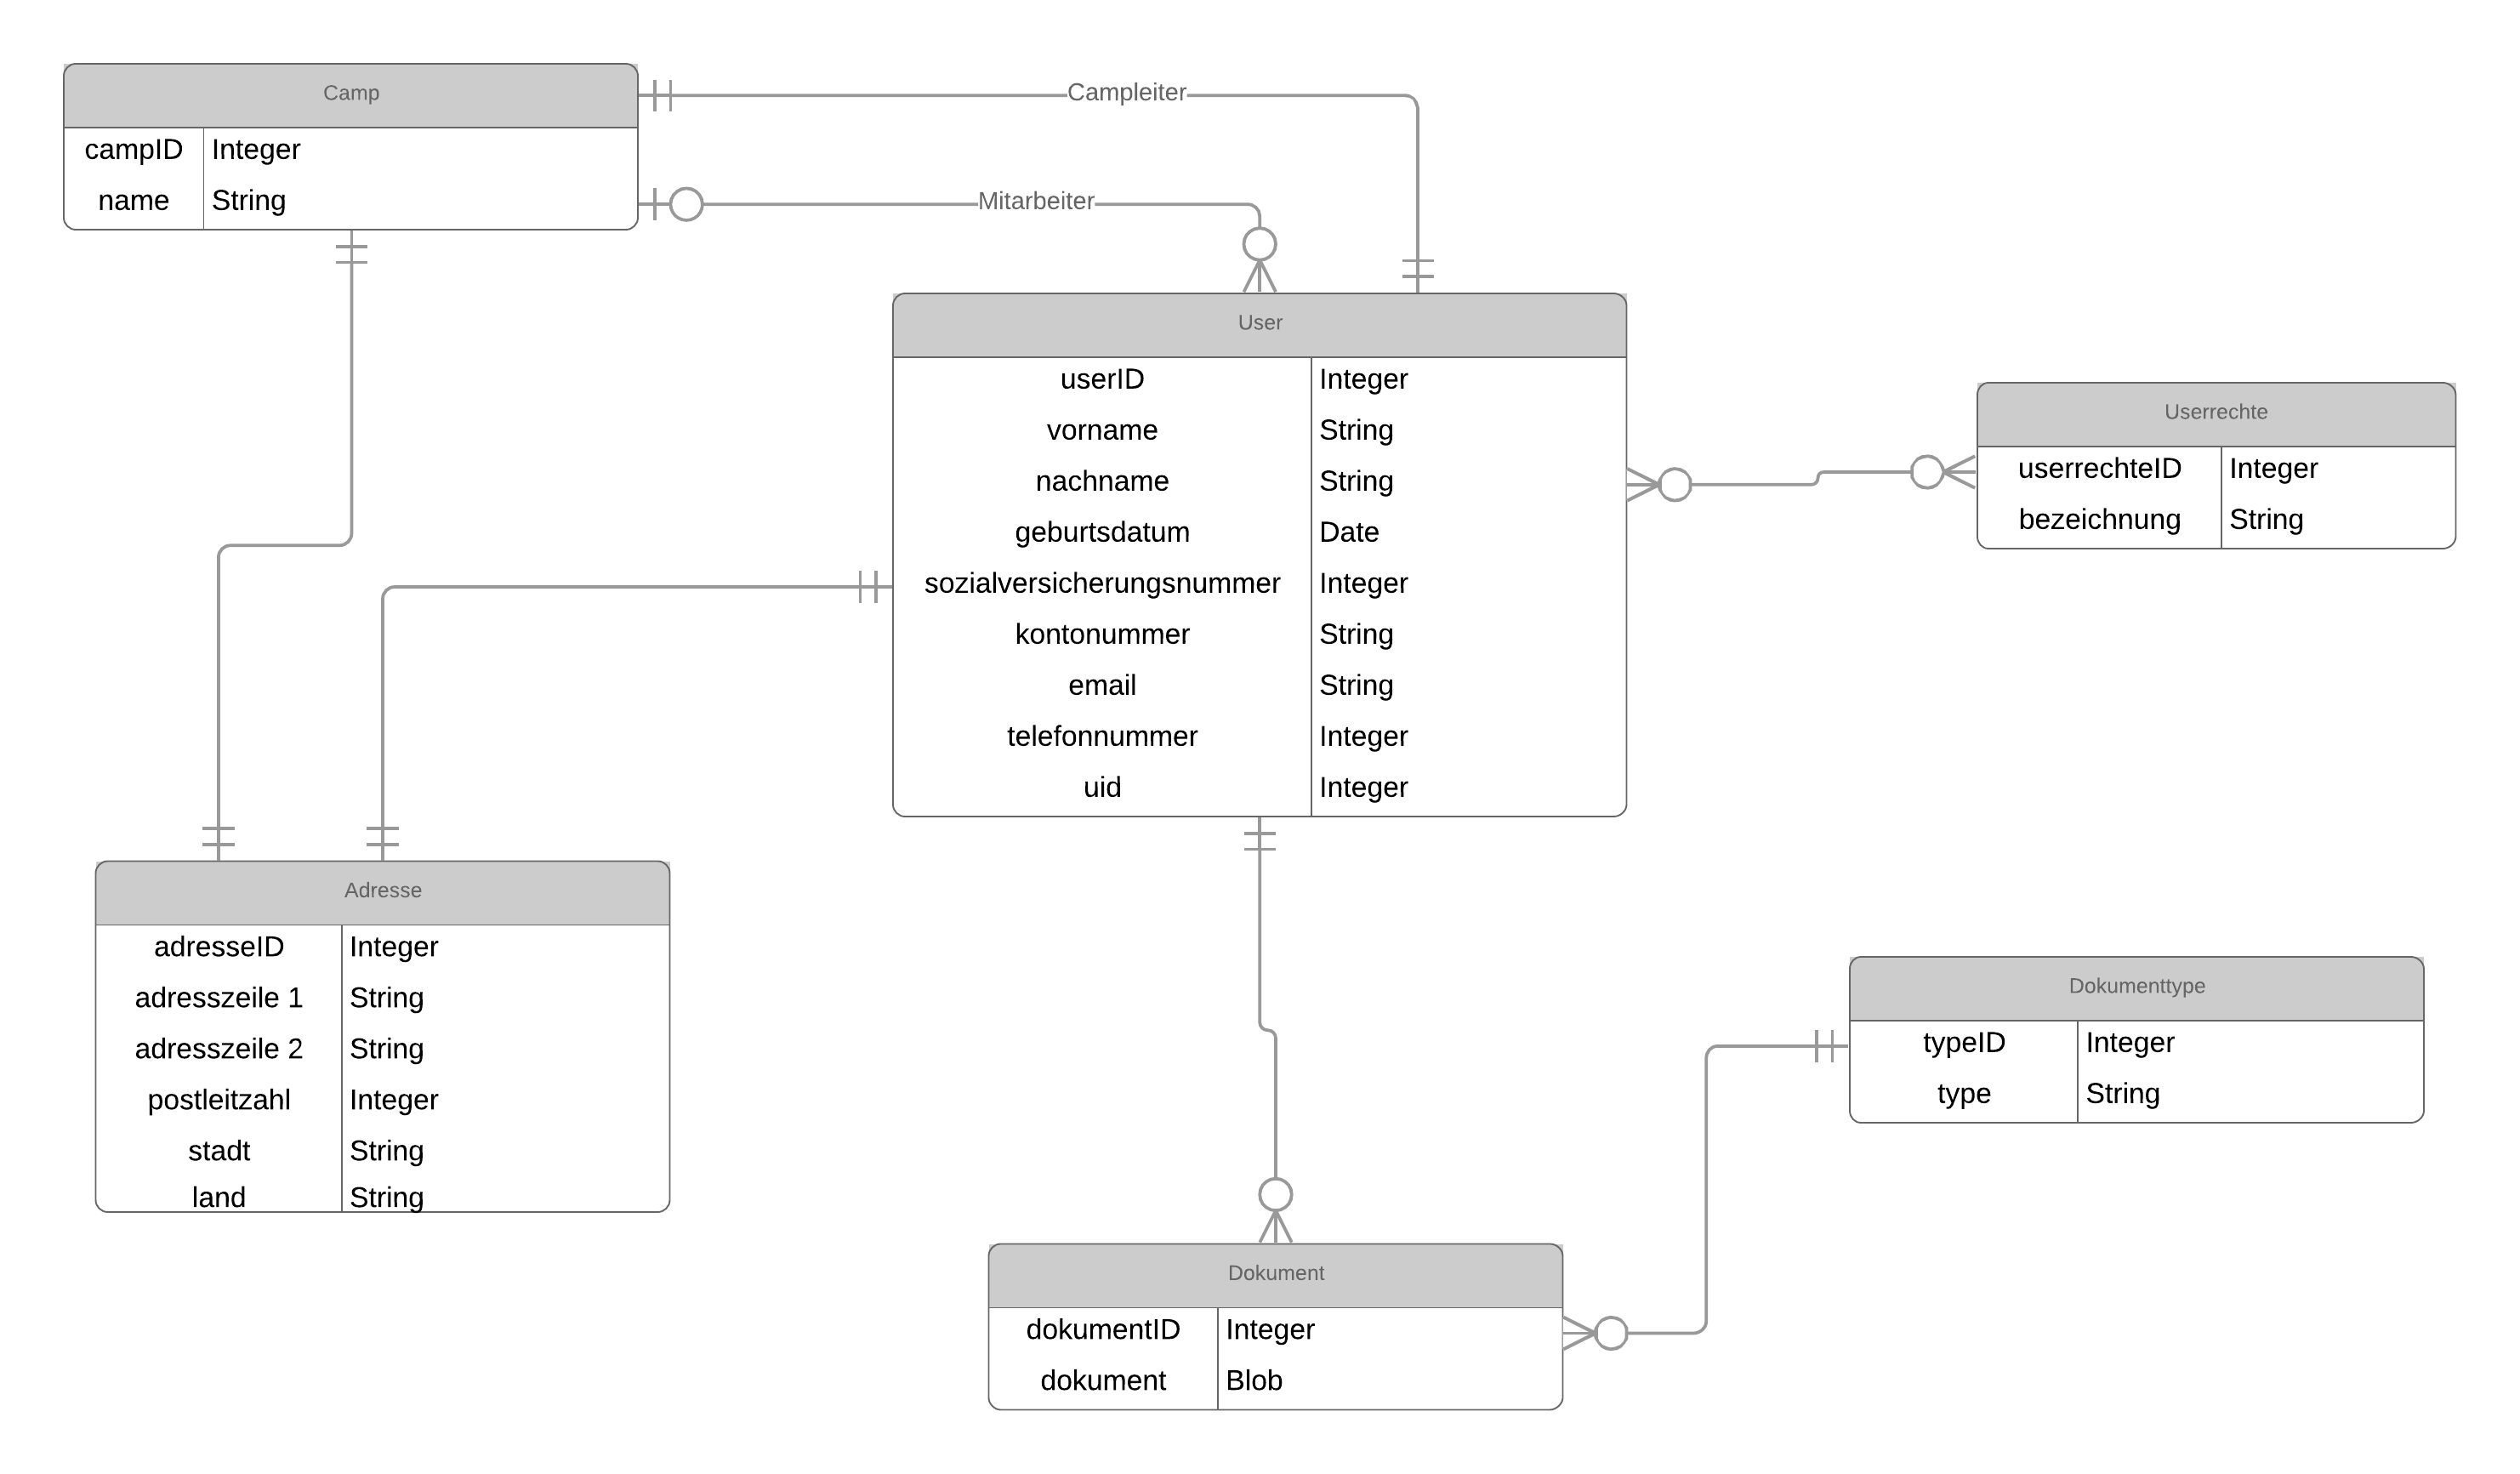 Camp
campID Integer
name String
Campleiter
Mitarbeiter
User
userID Integer
vorname String
nachname String
geburtsdatum Date
sozialversicherungsnummer Integer
kontonummer String
email String
telefonnummer Integer
uid Integer
Userrechte
userrechteID Integer
bezeichnung String
Adresse
adresseID Integer
adresszeile 1 String
adresszeile 2 String
postleitzahl Integer
stadt String
land String
Dokumenttype
typeID Integer
type String
Dokument
dokumentID Integer
dokument Blob